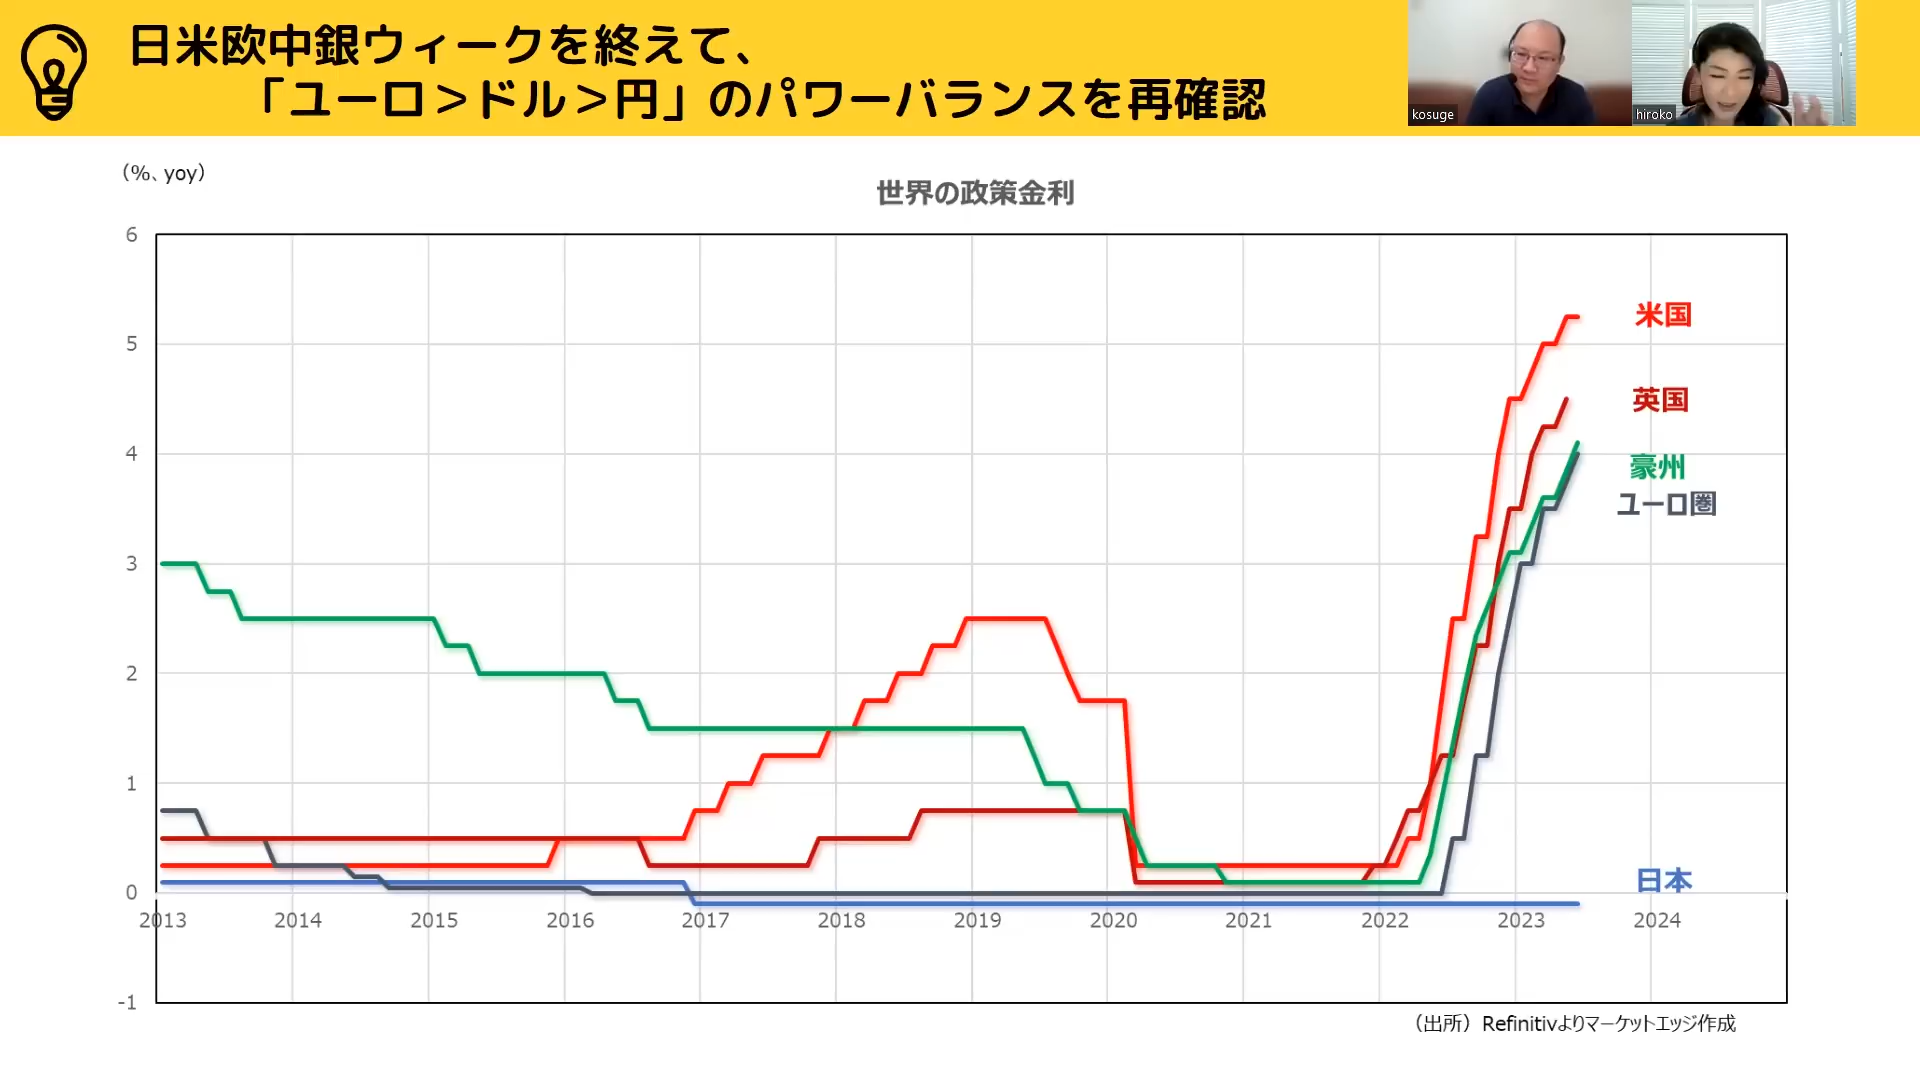 日米欧中銀ウィークを終えて、
「ユーロ＞ドル＞円」のパワーバランスを再確認
kosuge
hiroko
（%、yoy）
世界の政策金利
6
5
4
3
2
1
0
-1
米国
英国
豪州
ユーロ圏
日本
2013 2014 2015 2016 2017 2018 2019 2020 2021 2022 2023 2024
（出所）Refinitivよりマーケットエッジ作成